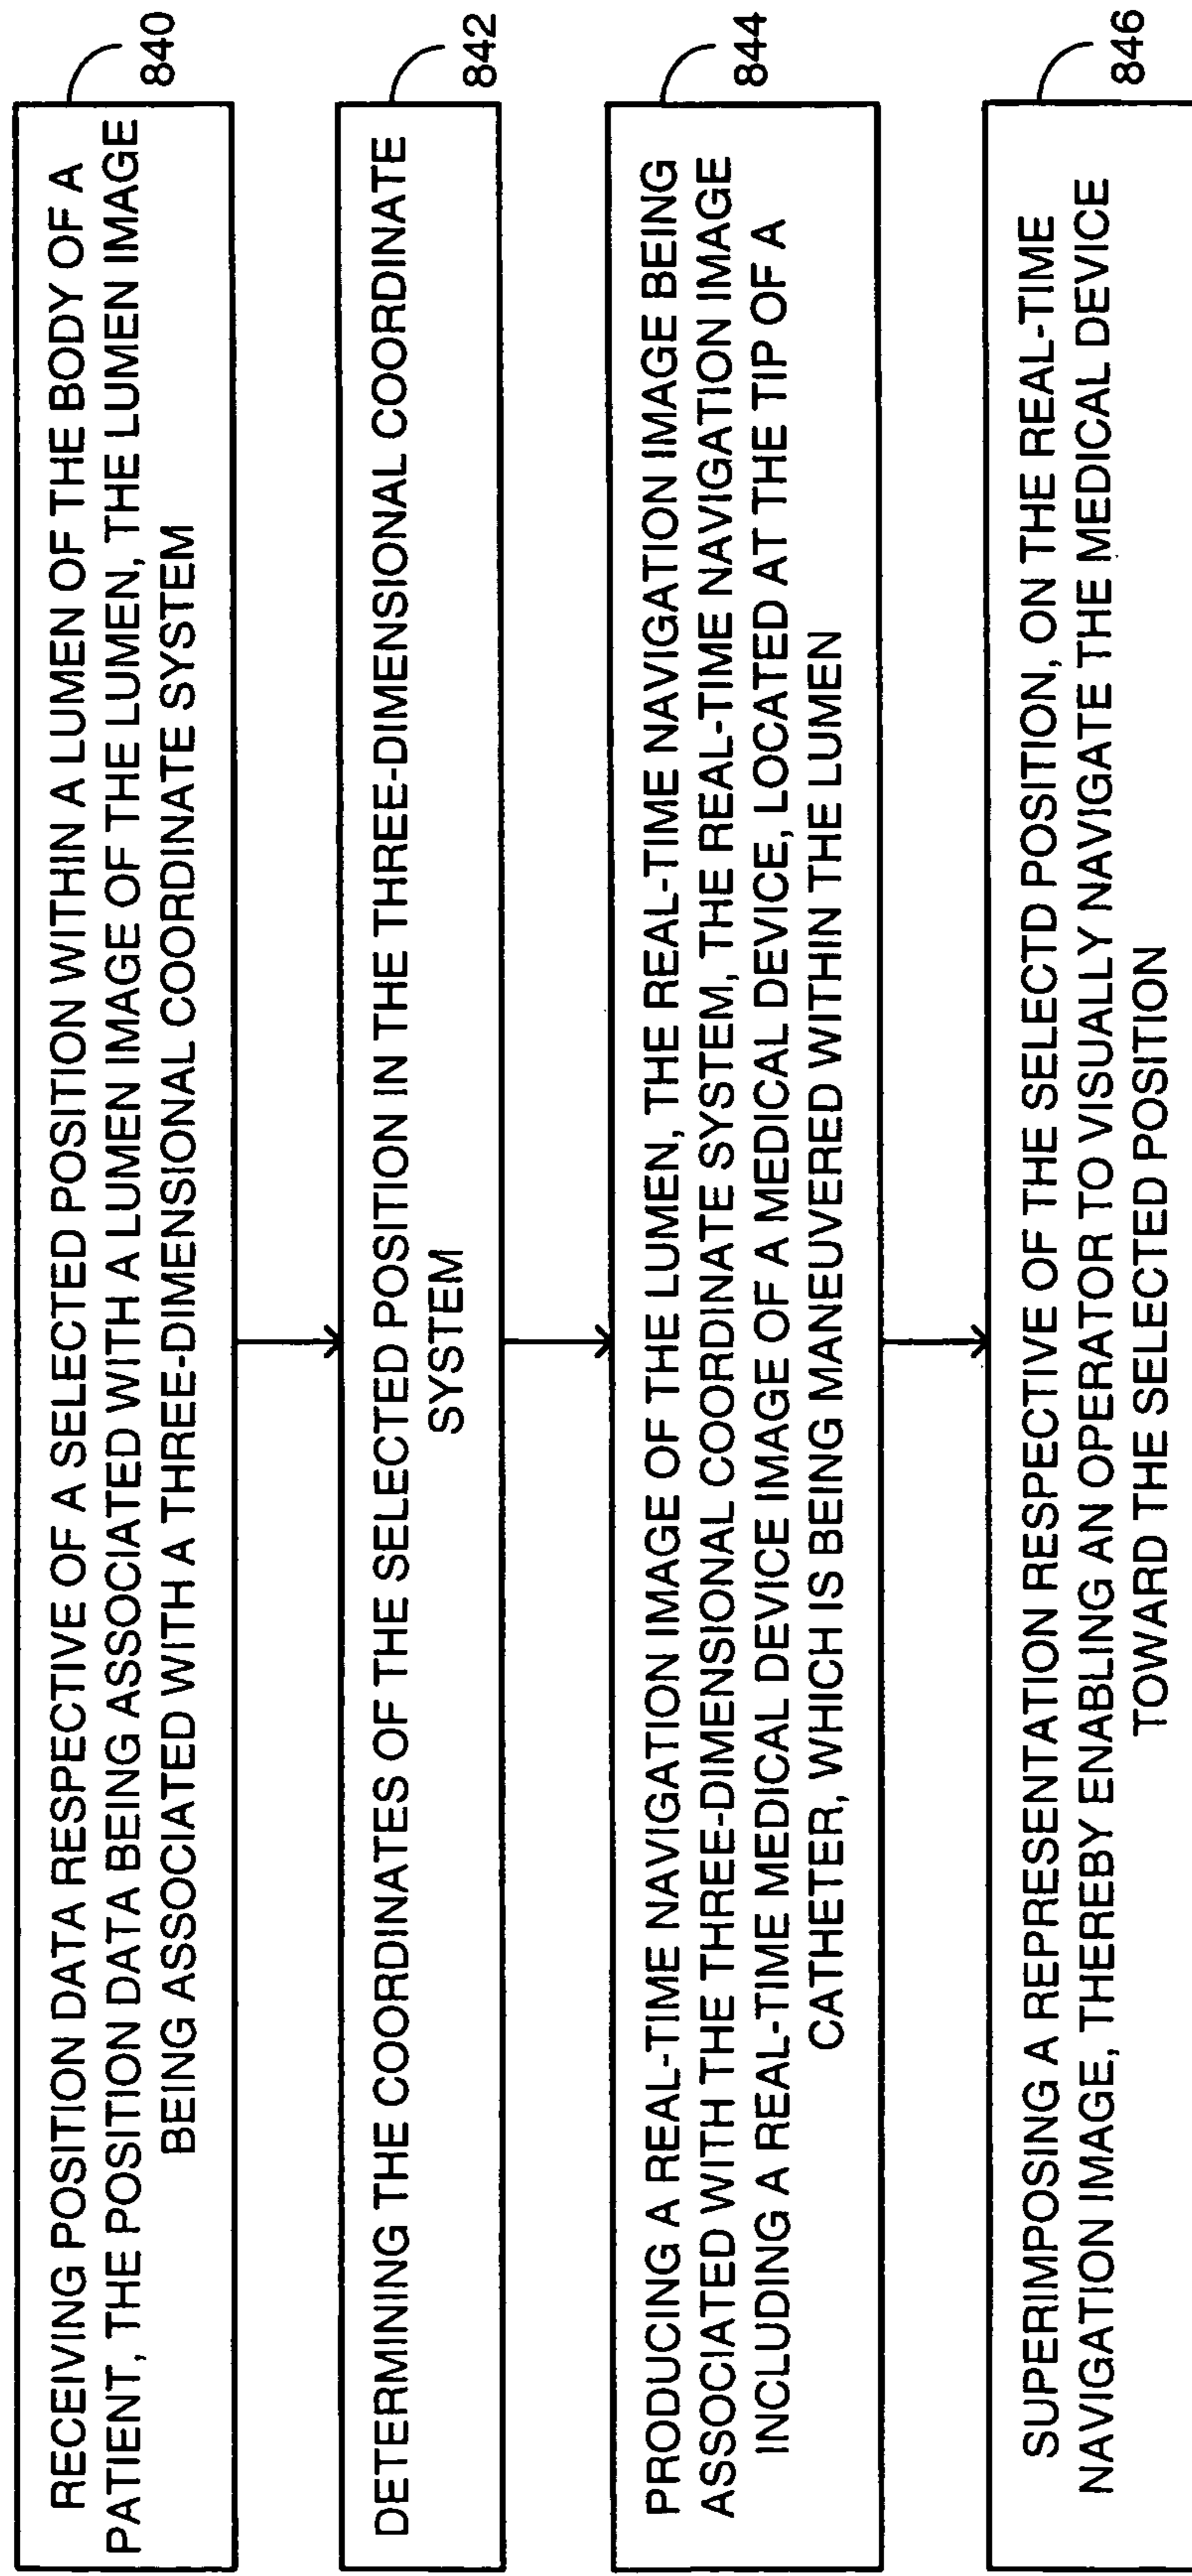 RECEIVING POSITION DATA RESPECTIVE OF A SELECTED POSITION WITHIN A LUMEN OF THE BODY OF A
PATIENT, THE POSITION DATA BEING ASSOCIATED WITH A LUMEN IMAGE OF THE LUMEN, THE LUMEN IMAGE
BEING ASSOCIATED WITH A THREE-DIMENSIONAL COORDINATE SYSTEM
840
DETERMINING THE COORDINATES OF THE SELECTED POSITION IN THE THREE-DIMENSIONAL COORDINATE
SYSTEM
842
PRODUCING A REAL-TIME NAVIGATION IMAGE OF THE LUMEN, THE REAL-TIME NAVIGATION IMAGE BEING
ASSOCIATED WITH THE THREE-DIMENSIONAL COORDINATE SYSTEM, THE REAL-TIME NAVIGATION IMAGE
INCLUDING A REAL-TIME MEDICAL DEVICE IMAGE OF A MEDICAL DEVICE, LOCATED AT THE TIP OF A
CATHETER, WHICH IS BEING MANEUVERED WITHIN THE LUMEN
844
SUPERIMPOSING A REPRESENTATION RESPECTIVE OF THE SELECTD POSITION, ON THE REAL-TIME
NAVIGATION IMAGE, THEREBY ENABLING AN OPERATOR TO VISUALLY NAVIGATE THE MEDICAL DEVICE
TOWARD THE SELECTED POSITION
846